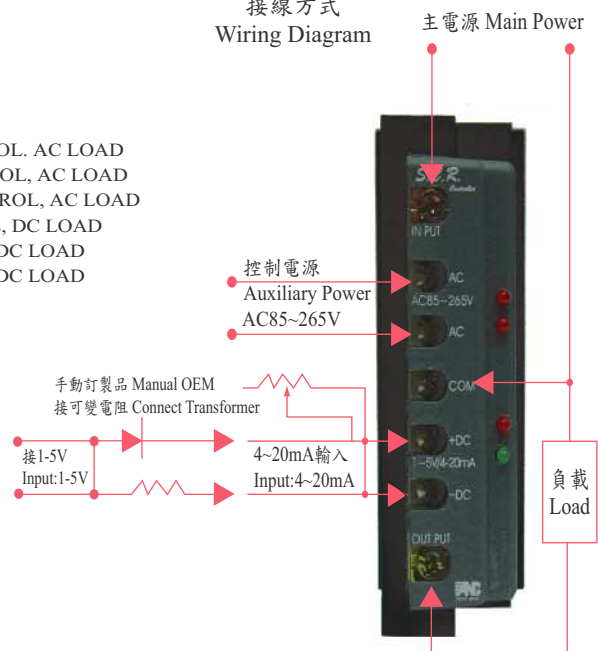 接線方式
Wiring Diagram
主電源 Main Power
OL. AC LOAD
OL, AC LOAD
ROL, AC LOAD
, DC LOAD
DC LOAD
DC LOAD
S.C.R.
Controller
IN PUT
控制電源
Auxiliary Power
AC85~265V
AC
AC85~265V
AC
COM
手動訂製品 Manual OEM
接可變電阻 Connect Transformer
接1-5V
Input:1-5V
4~20mA輸入
Input:4~20mA
+DC
1~5V/4-20mA
-DC
負載
Load
OUT PUT